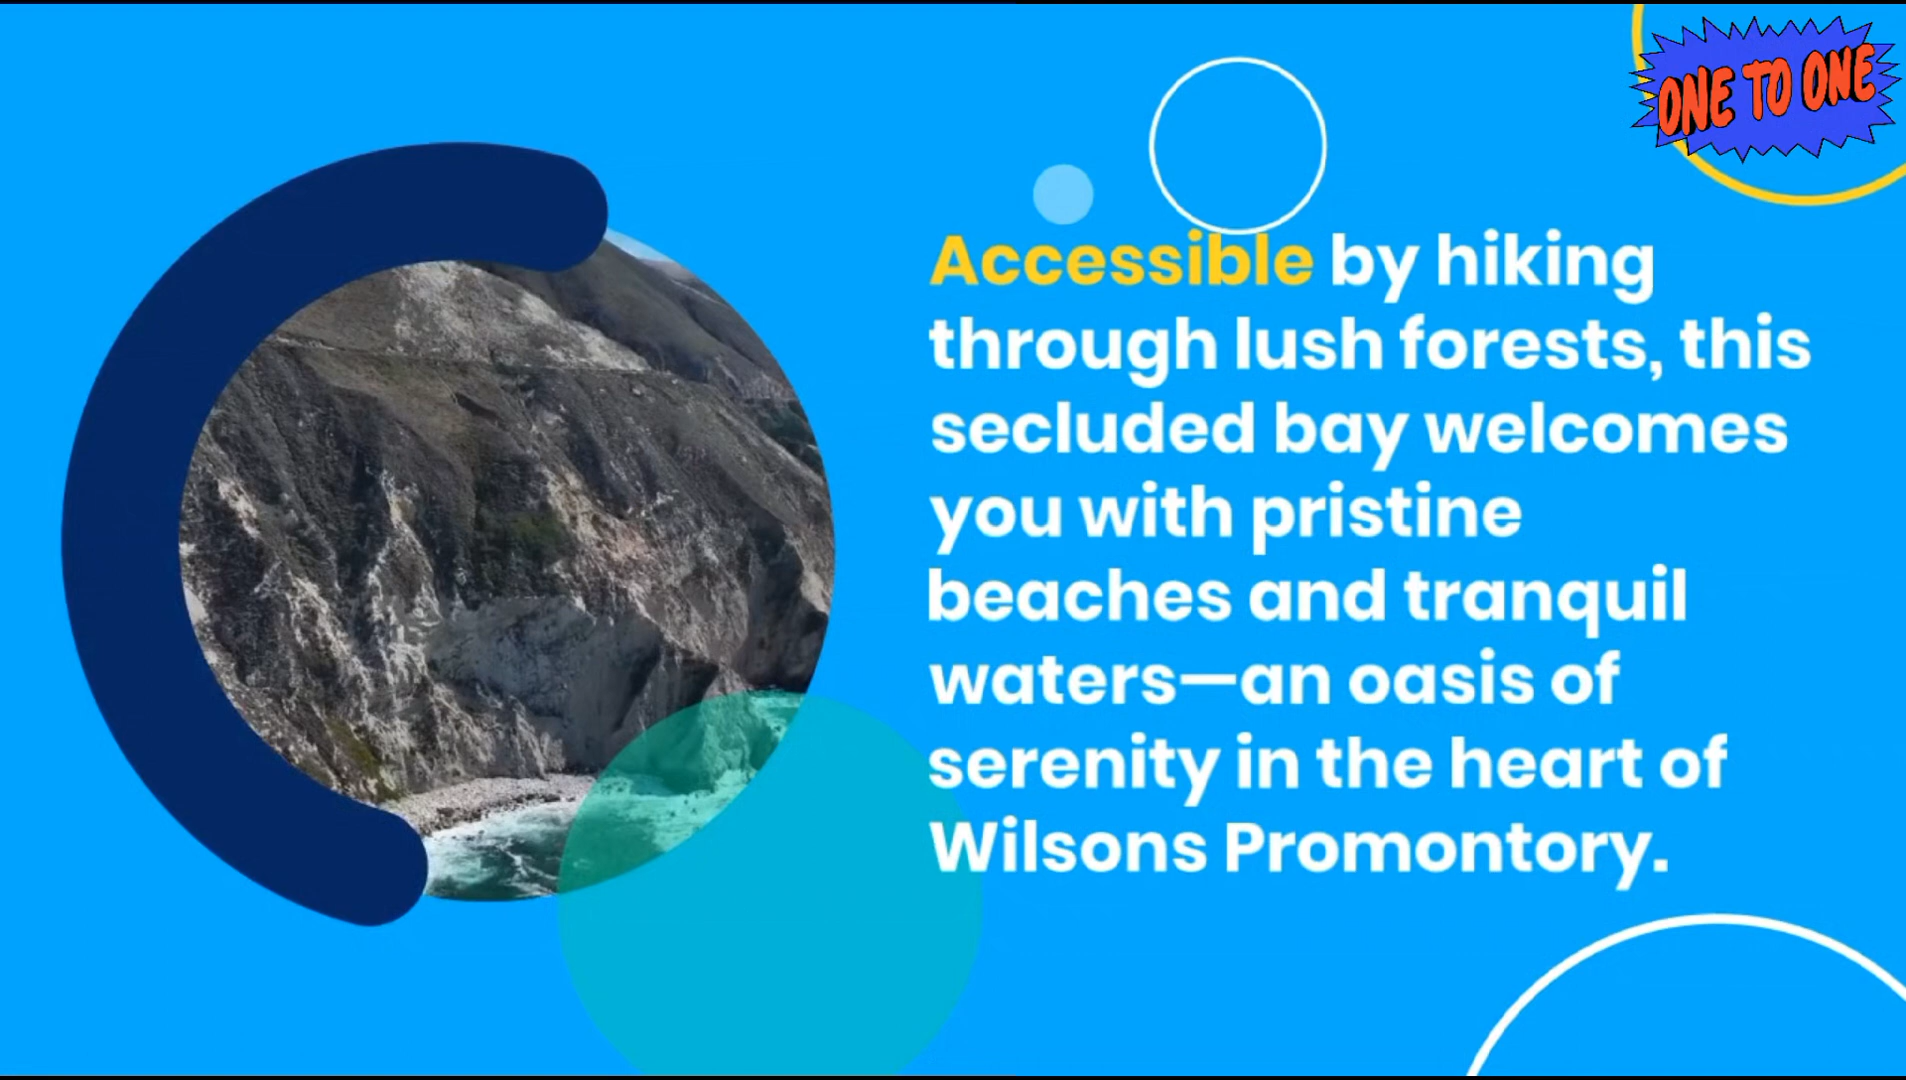 ONE TO ONE
Accessible by hiking
through lush forests, this
secluded bay welcomes
you with pristine
beaches and tranquil
waters—an oasis of
serenity in the heart of
Wilsons Promontory.